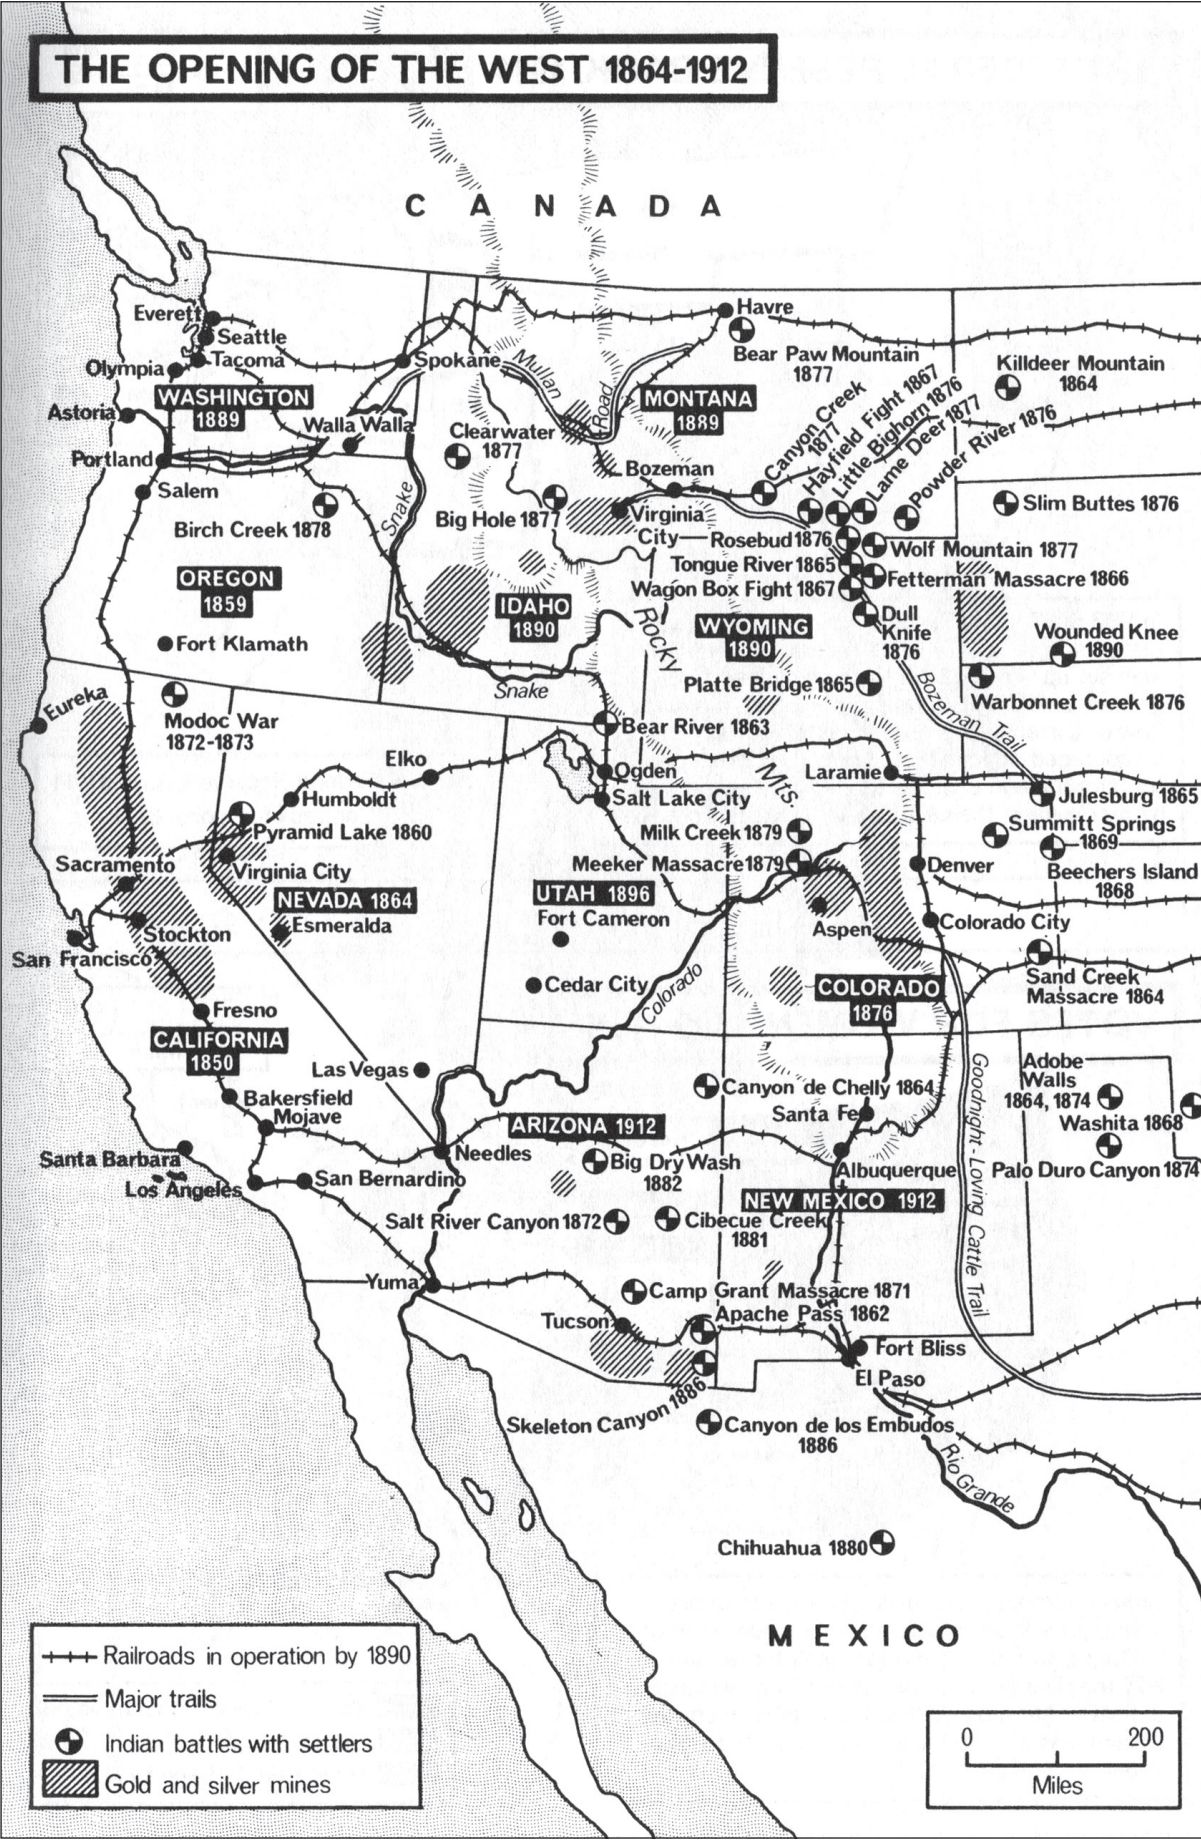 THE OPENING OF THE WEST 1864-1912
CANADA
Everett
Seattle
Tacoma
Olympia
WASHINGTON
1889
Astoria
Walla Walla
Portland
Salem
Spokane
Mullan
Road
Havre
Bear Paw Mountain
1877
MONTANA
1889
Killdeer Mountain
1864
Clearwater
1877
Canyon Creek
1877
Hayfield Fight 1867
Little Bighorn 1876
Lame Deer 1877
Powder River 1876
Bozeman
Birch Creek 1878
Snake
Big Hole 1877
Virginia
City
Rosebud 1876
Slim Buttes 1876
Wolf Mountain 1877
Tongue River 1865
Fetterman Massacre 1866
Wagon Box Fight 1867
OREGON
1859
IDAHO
1890
Rocky
Mts.
WYOMING
1890
Dull
Knife
1876
Wounded Knee
1890
Fort Klamath
Snake
Platte Bridge 1865
Bozeman Trail
Warbonnet Creek 1876
Eureka
Modoc War
1872-1873
Bear River 1863
Elko
Ogden
Laramie
Humboldt
Salt Lake City
Julesburg 1865
Pyramid Lake 1860
Milk Creek 1879
Summitt Springs
1869
Sacramento
Virginia City
Meeker Massacre 1879
Denver
Beechers Island
1868
NEVADA 1864
UTAH 1896
Esmeralda
Fort Cameron
Aspen
Colorado City
Stockton
San Francisco
Cedar City
Colorado
COLORADO
1876
Sand Creek
Massacre 1864
Fresno
CALIFORNIA
1850
Las Vegas
Canyon de Chelly 1864
Adobe
Walls
1864, 1874
Bakersfield
Mojave
Santa Fe
Goodnight-Loving Cattle Trail
Washita 1868
ARIZONA 1912
Santa Barbara
Needles
Big Dry Wash
1882
Albuquerque
Palo Duro Canyon 1874
Los Angeles
San Bernardino
NEW MEXICO 1912
Salt River Canyon 1872
Cibecue Creek
1881
Yuma
Camp Grant Massacre 1871
Tucson
Apache Pass 1862
Fort Bliss
El Paso
Skeleton Canyon 1886
Canyon de los Embudos
1886
Rio Grande
Chihuahua 1880
MEXICO
Railroads in operation by 1890
Major trails
Indian battles with settlers
Gold and silver mines
0 200
Miles